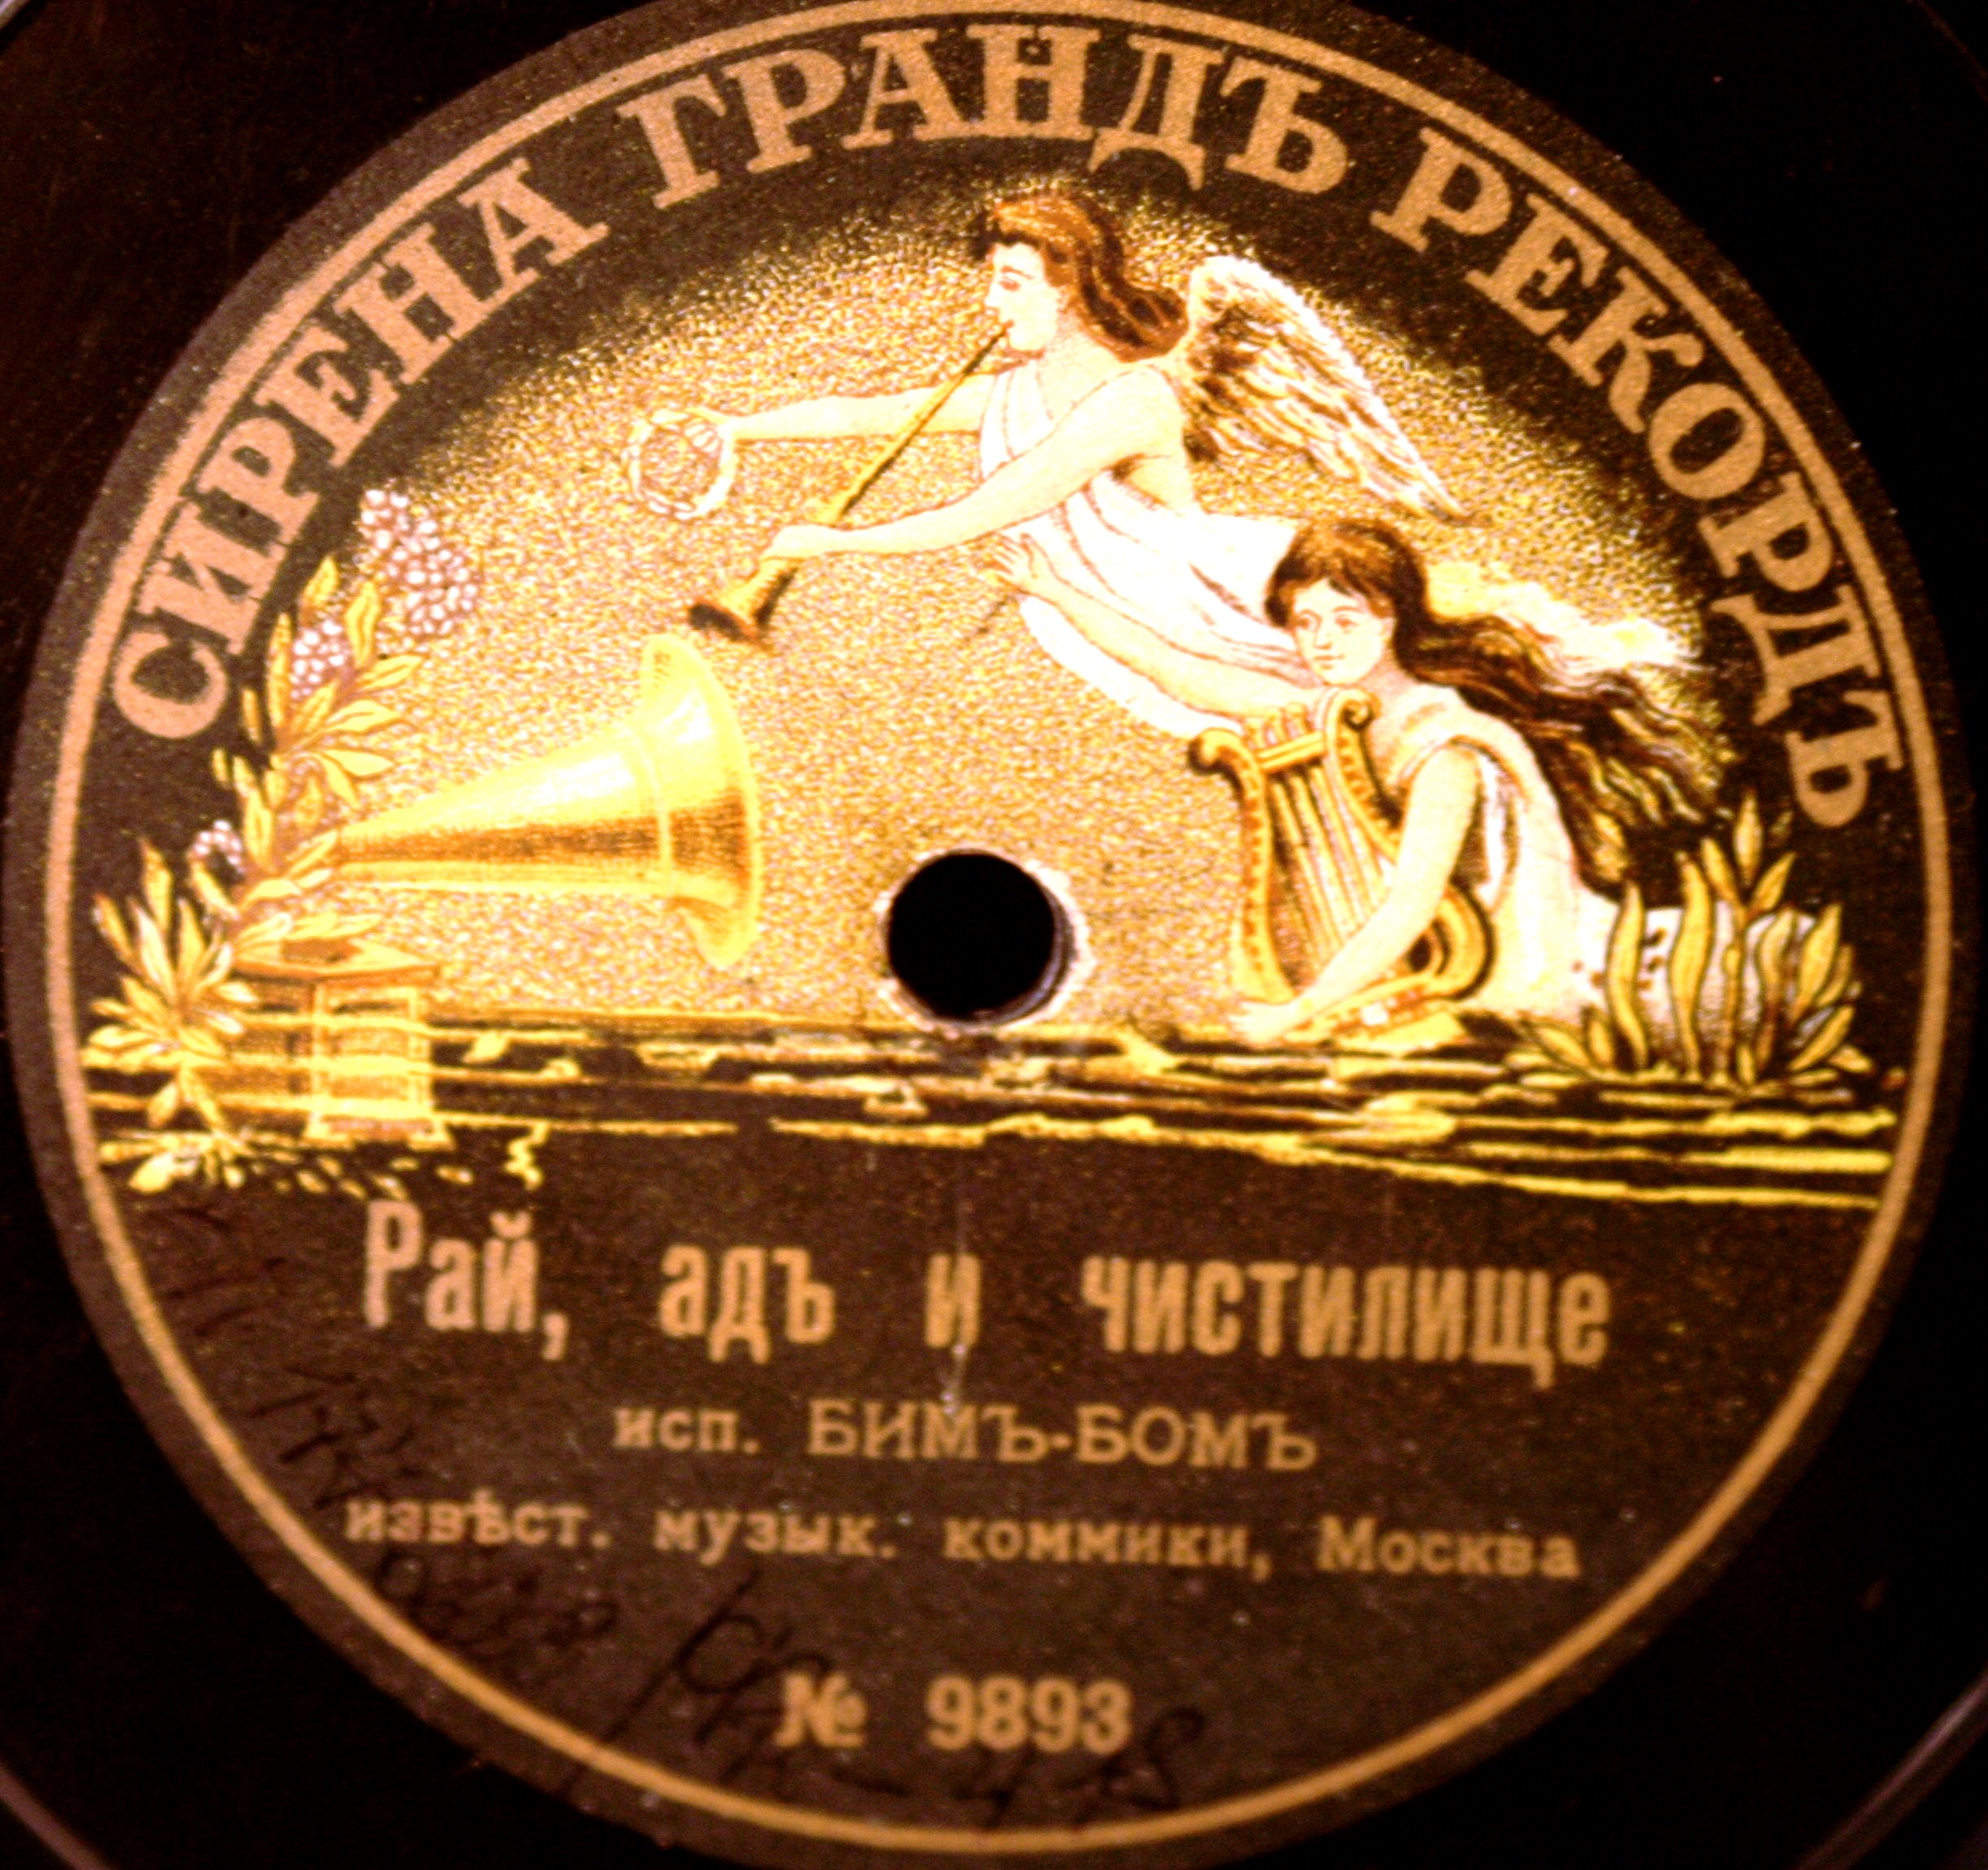 СИРЕНА ГРАНДЪ РЕКОРДЪ
Рай, адъ и чистилище
исп. БИМЪ-БОМЪ
извѣст. музык. коммики, Москва
№ 9893